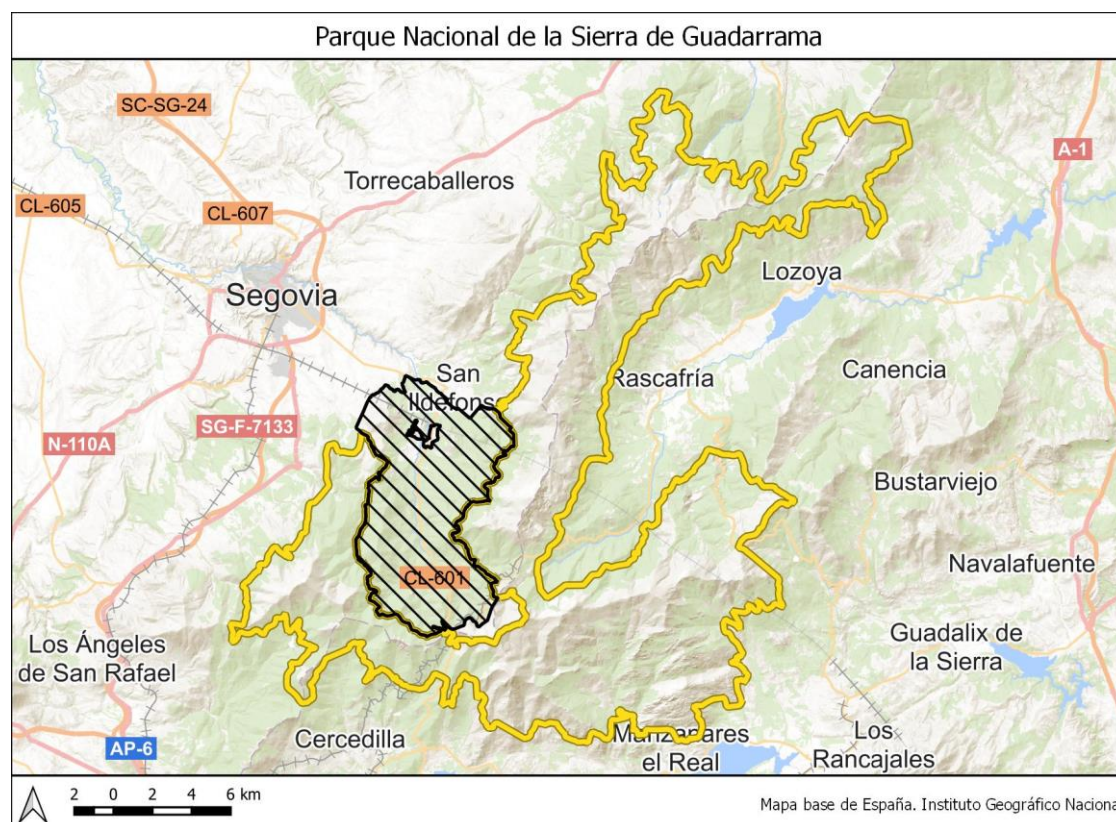 Parque Nacional de la Sierra de Guadarrama
SC-SG-24
A-1
Torrecaballeros
CL-605
CL-607
Lozoya
Segovia
San
Ildefonso
Rascafría
Canencia
SG-F-7133
N-110A
Bustarviejo
CL-601
Navalafuente
Los Ángeles
de San Rafael
Guadalix de
la Sierra
Cercedilla
AP-6
Manzanares
el Real
Los
Rancajales
2 0 2 4 6 km
Mapa base de España. Instituto Geográfico Naciona